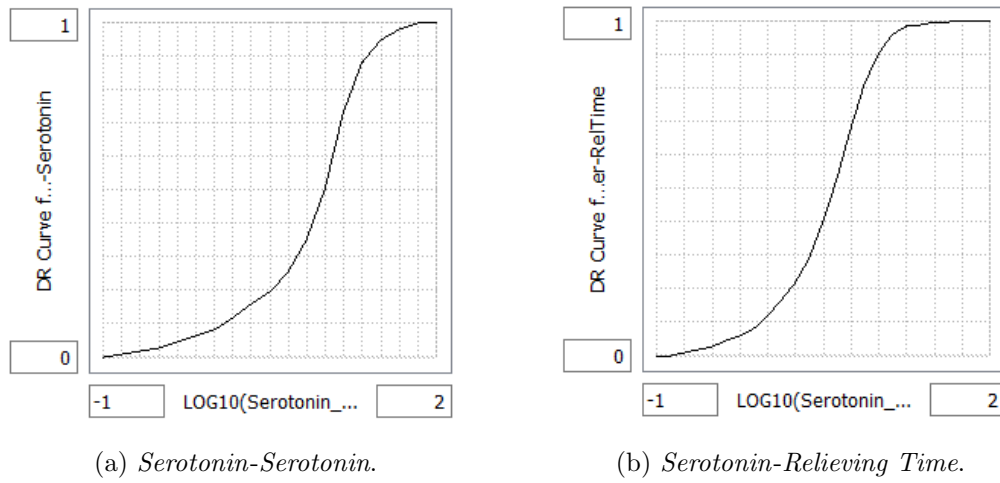 1
DR Curve f...-Serotonin
0
-1
LOG10(Serotonin_...
2
(a) Serotonin-Serotonin.
1
DR Curve f...er-RelTime
0
-1
LOG10(Serotonin_...
2
(b) Serotonin-Relieving Time.